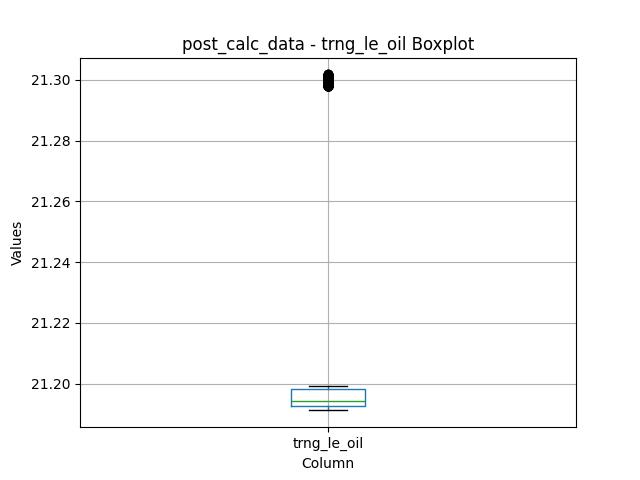 post_calc_data - trng_le_oil Boxplot
21.30
21.28
21.26
21.24
21.22
21.20
Values
trng_le_oil
Column